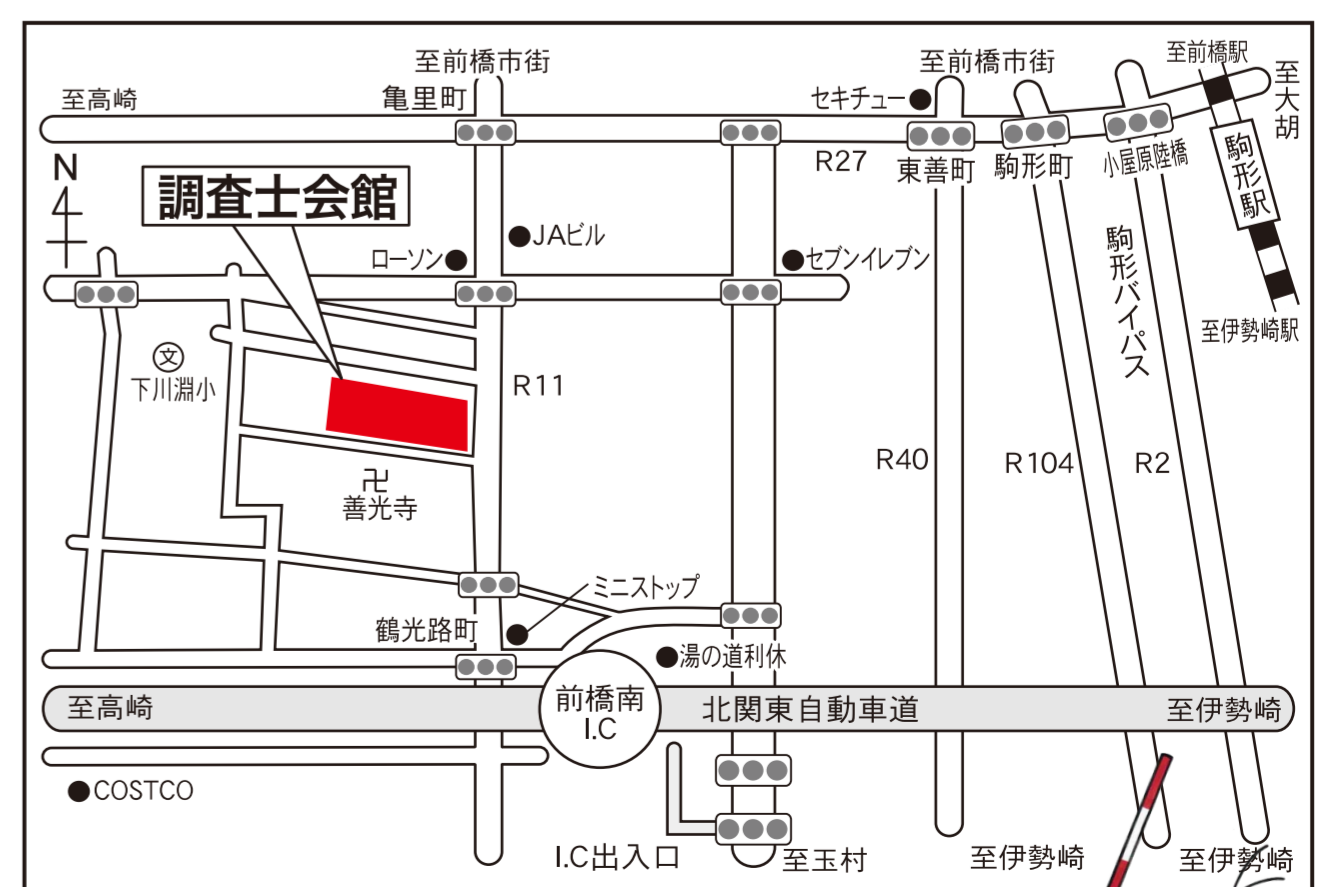 至前橋市街
至前橋市街
至前橋駅
至高崎
亀里町
セキチュー
至大胡
N
調査士会館
R27
東善町
駒形町
小屋原陸橋
駒形駅
JAビル
ローソン
セブンイレブン
駒形バイパス
至伊勢崎駅
文
下川淵小
R11
卍
善光寺
R40
R104
R2
ミニストップ
鶴光路町
湯の道利休
至高崎
前橋南
I.C
北関東自動車道
至伊勢崎
COSTCO
I.C出入口
至玉村
至伊勢崎
至伊勢崎